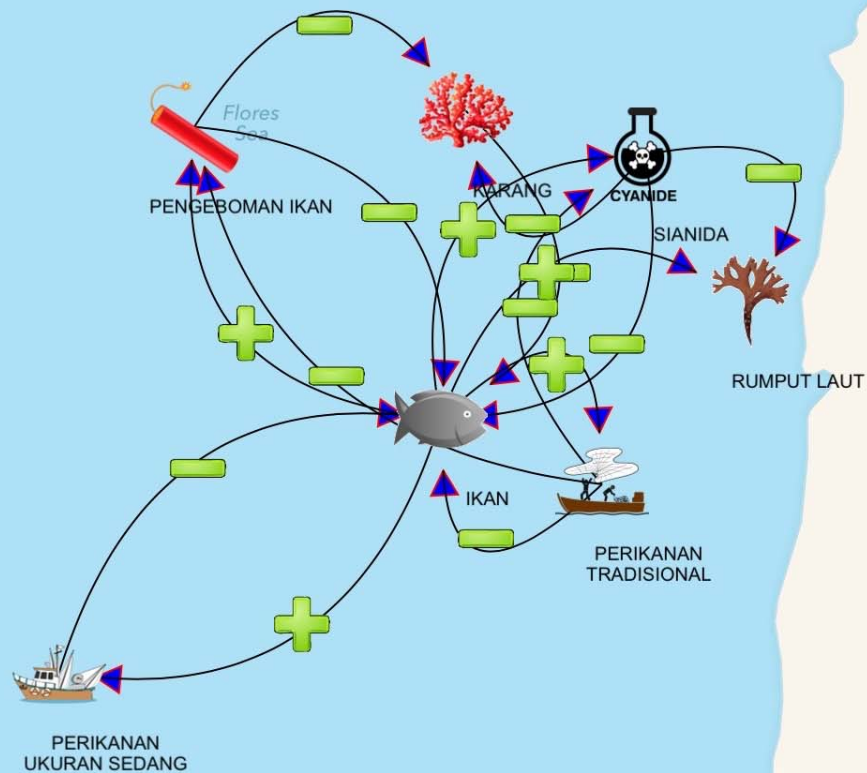 Flores
Sea
PENGEBOMAN IKAN
KARANG
CYANIDE
SIANIDA
RUMPUT LAUT
IKAN
PERIKANAN
TRADISIONAL
PERIKANAN
UKURAN SEDANG